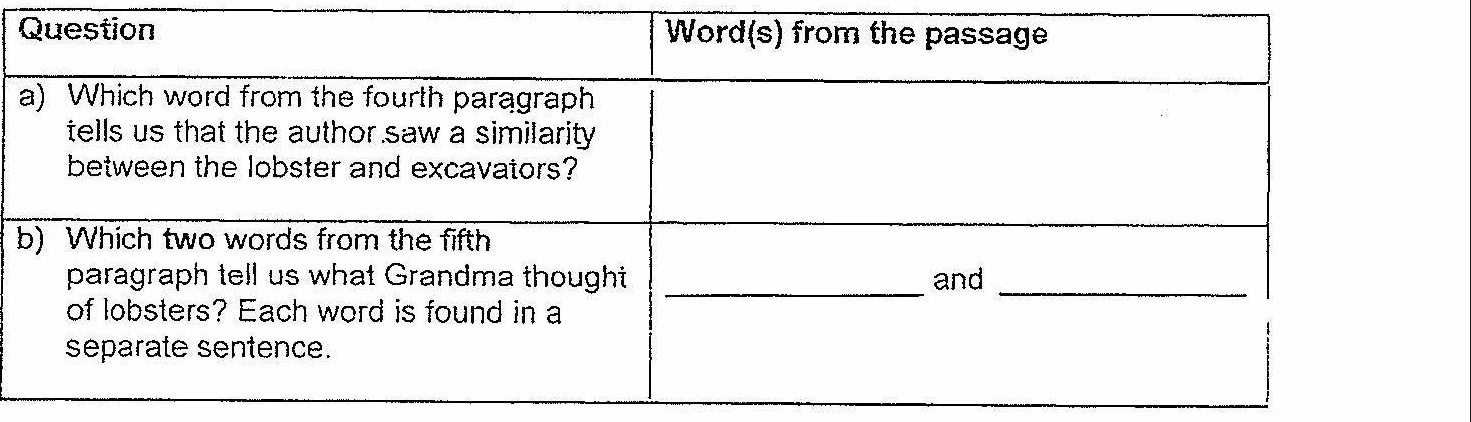 Question
Word(s) from the passage
a) Which word from the fourth paragraph
tells us that the author saw a similarity
between the lobster and excavators?
b) Which two words from the fifth
paragraph tell us what Grandma thought
of lobsters? Each word is found in a
separate sentence.
and